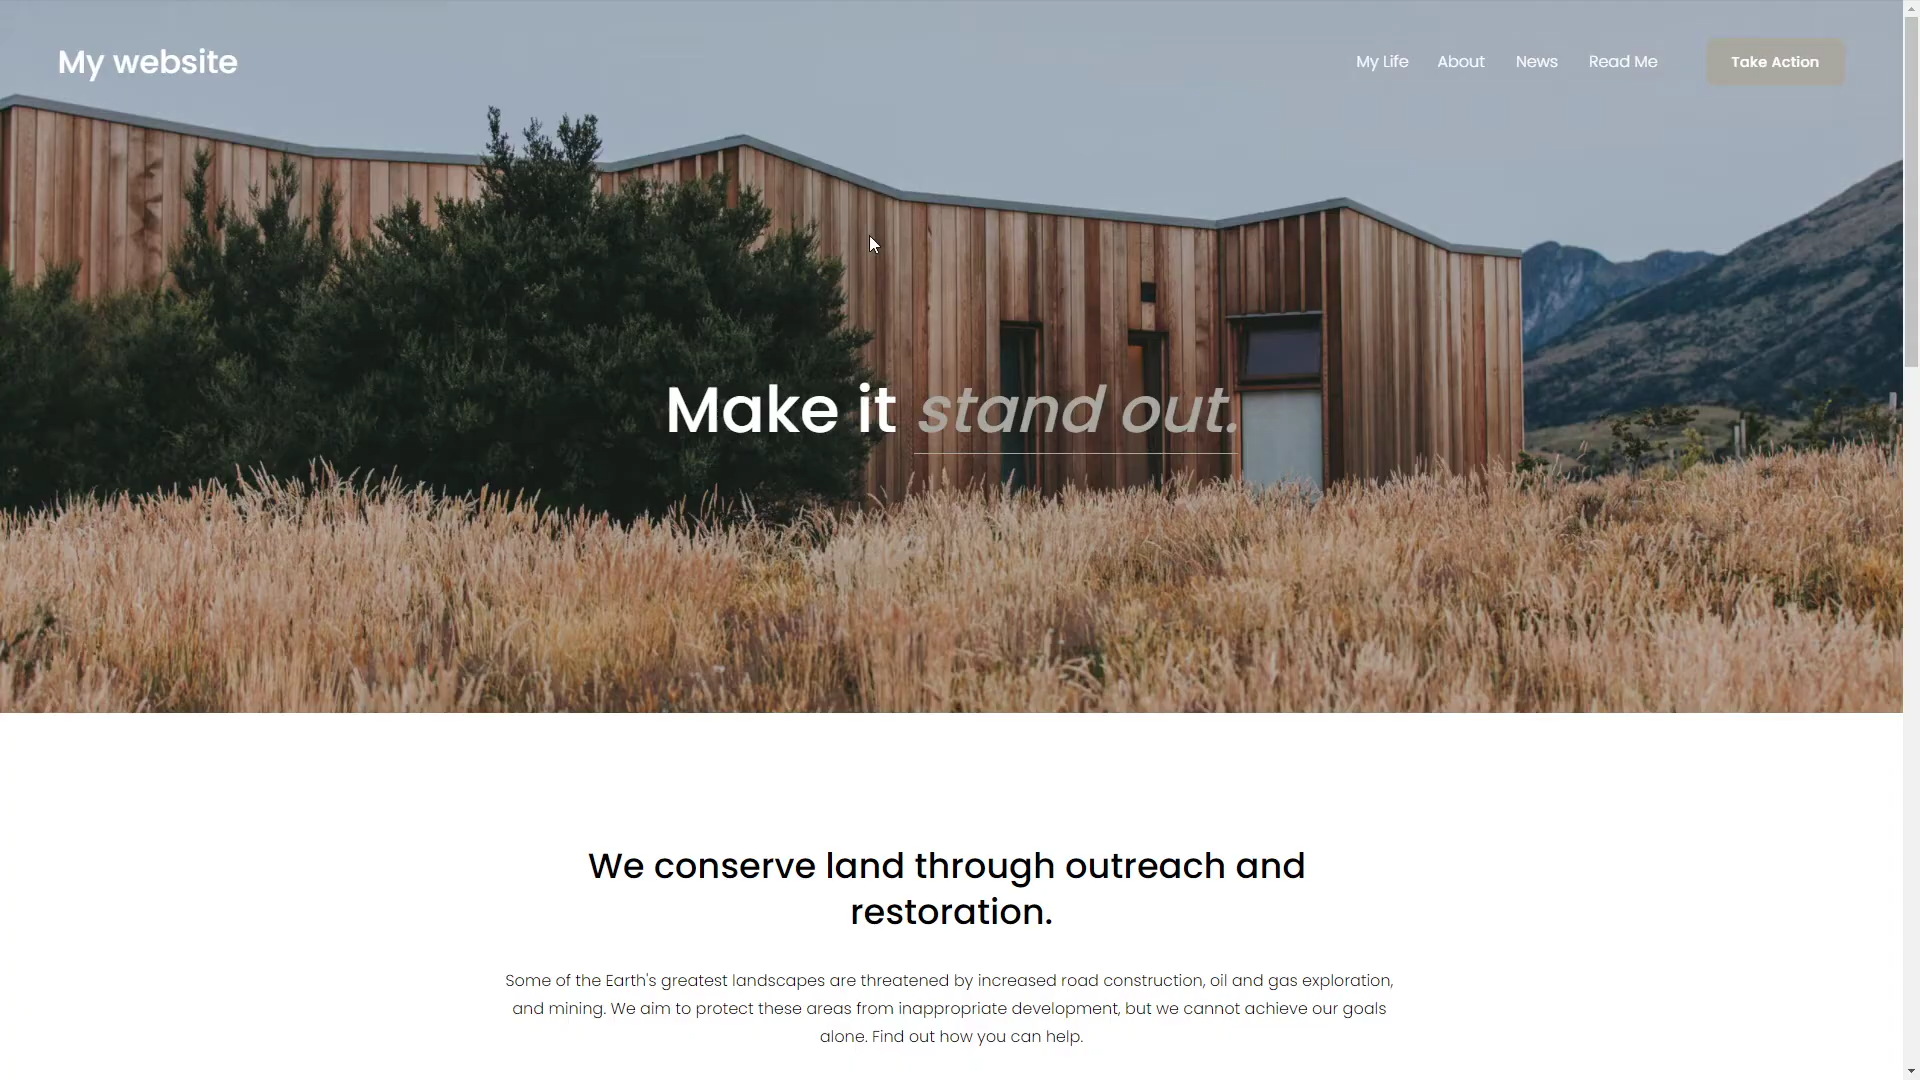 My website
My Life
About
News
Read Me
Take Action
Make it stand out.
We conserve land through outreach and
restoration.
Some of the Earth's greatest landscapes are threatened by increased road construction, oil and gas exploration,
and mining. We aim to protect these areas from inappropriate development, but we cannot achieve our goals
alone. Find out how you can help.